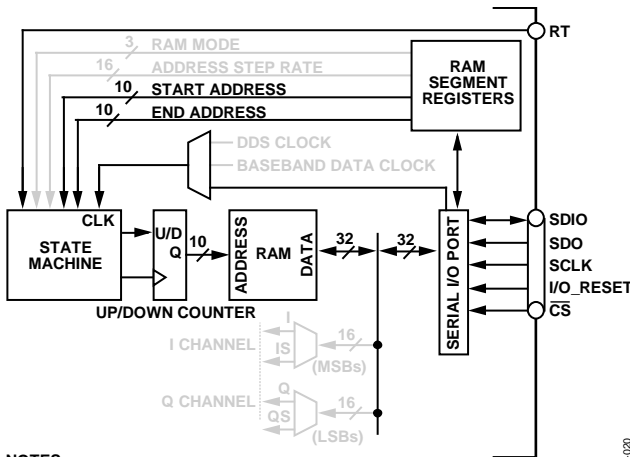 RT
3 RAM MODE
16 ADDRESS STEP RATE
10 START ADDRESS
10 END ADDRESS
RAM
SEGMENT
REGISTERS
DDS CLOCK
BASEBAND DATA CLOCK
CLK
STATE
MACHINE
U/D
Q
10
ADDRESS
RAM
DATA
32
32
SERIAL I/O PORT
SDIO
SDO
SCLK
I/O_RESET
CS
UP/DOWN COUNTER
I
I CHANNEL
IS
16
(MSBs)
Q
Q CHANNEL
QS
16
(LSBs)
NOTES
-020